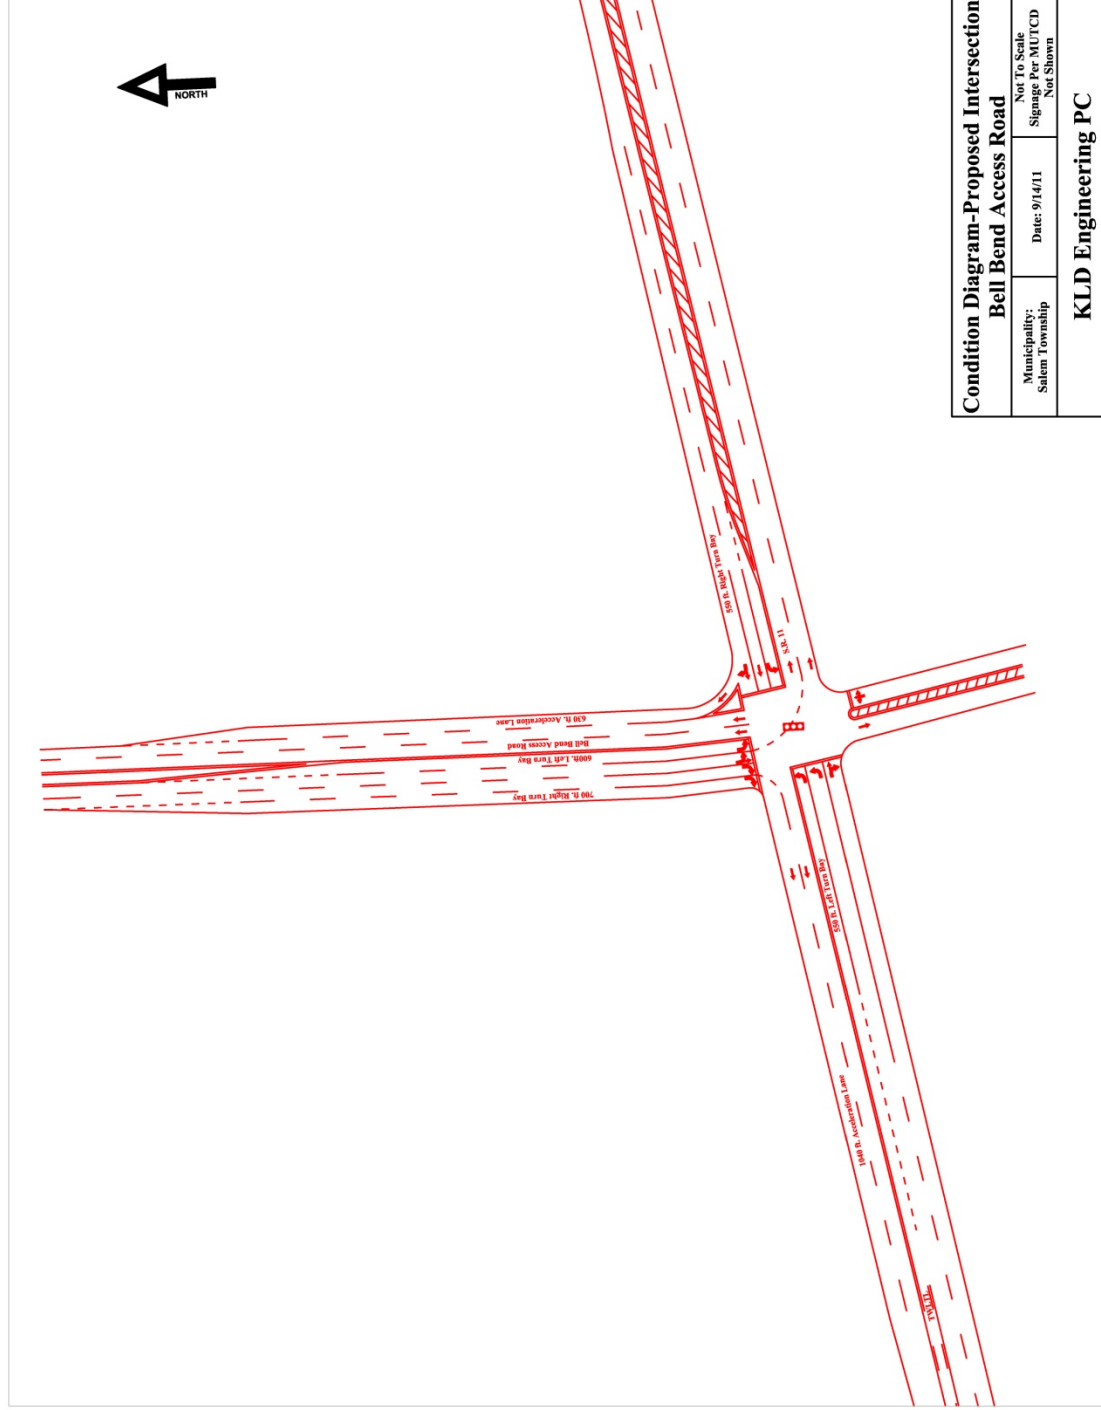 NORTH
Condition Diagram-Proposed Intersection
Bell Bend Access Road
Municipality:
Salem Township
Date: 9/14/11
Not To Scale
Signage Per MUTCD
Not Shown
KLD Engineering PC
550 ft. Right Turn Bay
S.R. 11
630 ft. Acceleration Lane
Bell Bend Access Road
600ft. Left Turn Bay
700 ft. Right Turn Bay
550 ft. Left Turn Bay
1040 ft. Acceleration Lane
TWLTL